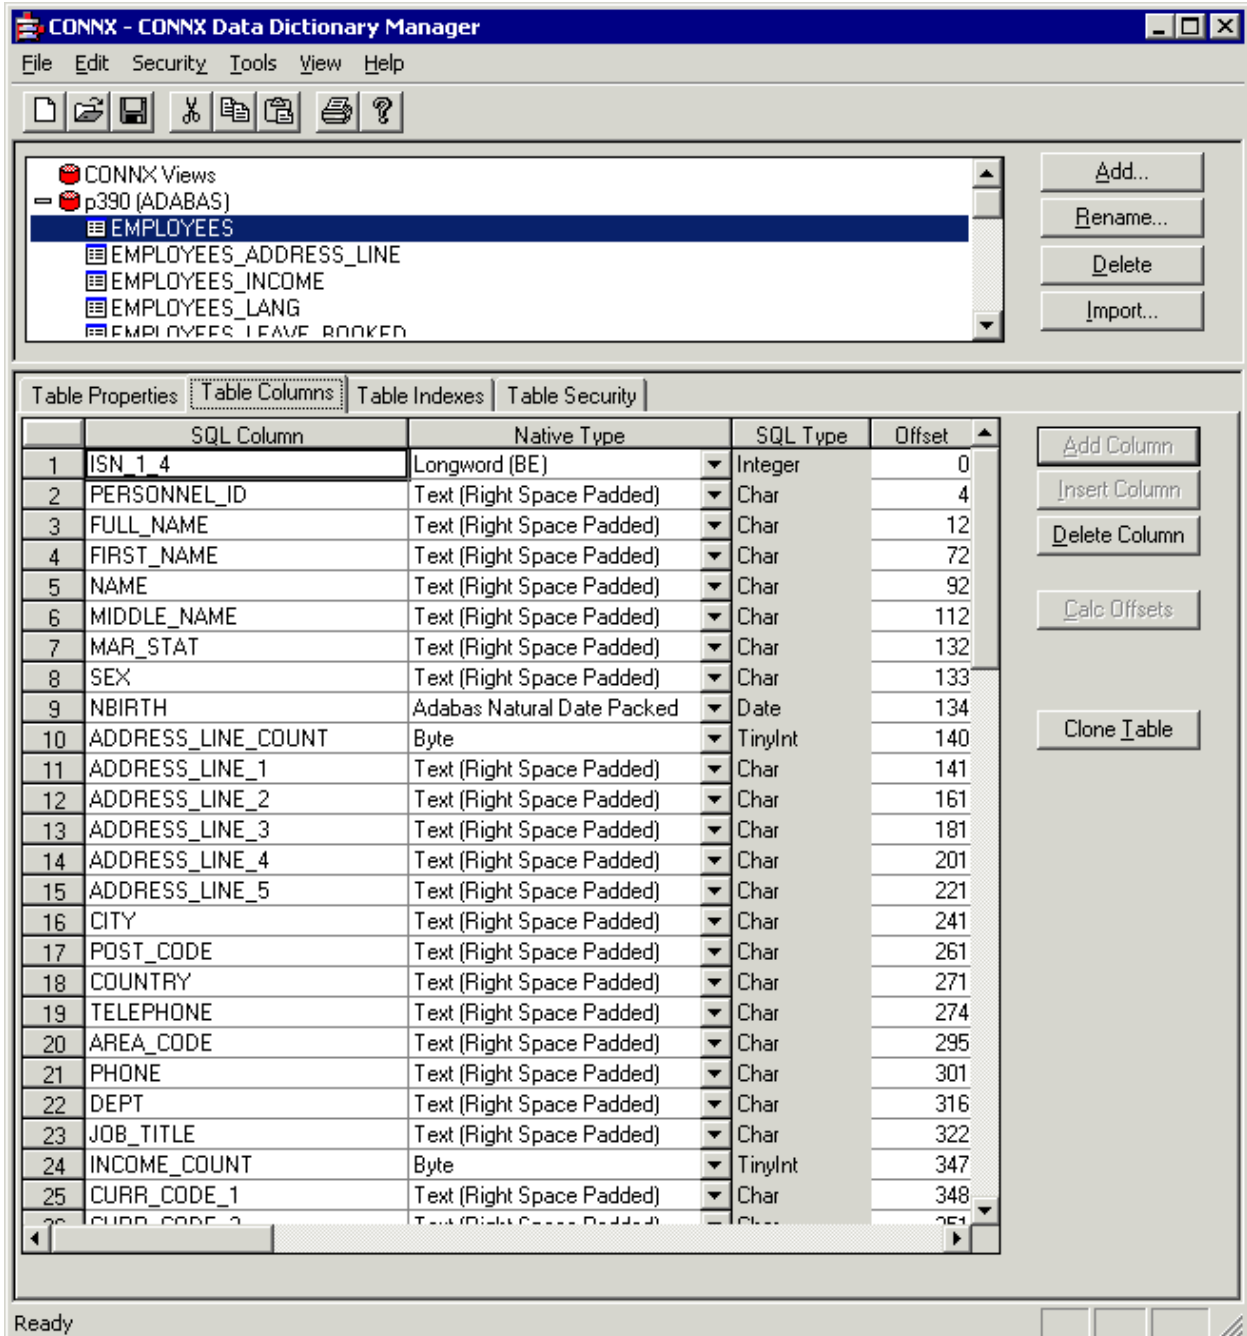 CONNX - CONNX Data Dictionary Manager
File Edit Security Tools View Help
CONNX Views
Add...
p390 (ADABAS)
EMPLOYEES
Rename...
EMPLOYEES_ADDRESS_LINE
Delete
EMPLOYEES_INCOME
EMPLOYEES_LANG
Import...
EMPLOYEES_LEAVE_BOOKED
Table Properties Table Columns Table Indexes Table Security
SQL Column Native Type SQL Type Offset
Add Column
1 ISN_1_4 Longword (BE) Integer 0
2 PERSONNEL_ID Text (Right Space Padded) Char 4
Insert Column
3 FULL_NAME Text (Right Space Padded) Char 12
Delete Column
4 FIRST_NAME Text (Right Space Padded) Char 72
5 NAME Text (Right Space Padded) Char 92
6 MIDDLE_NAME Text (Right Space Padded) Char 112
Calc Offsets
7 MAR_STAT Text (Right Space Padded) Char 132
8 SEX Text (Right Space Padded) Char 133
9 NBIRTH Adabas Natural Date Packed Date 134
Clone Table
10 ADDRESS_LINE_COUNT Byte TinyInt 140
11 ADDRESS_LINE_1 Text (Right Space Padded) Char 141
12 ADDRESS_LINE_2 Text (Right Space Padded) Char 161
13 ADDRESS_LINE_3 Text (Right Space Padded) Char 181
14 ADDRESS_LINE_4 Text (Right Space Padded) Char 201
15 ADDRESS_LINE_5 Text (Right Space Padded) Char 221
16 CITY Text (Right Space Padded) Char 241
17 POST_CODE Text (Right Space Padded) Char 261
18 COUNTRY Text (Right Space Padded) Char 271
19 TELEPHONE Text (Right Space Padded) Char 274
20 AREA_CODE Text (Right Space Padded) Char 295
21 PHONE Text (Right Space Padded) Char 301
22 DEPT Text (Right Space Padded) Char 316
23 JOB_TITLE Text (Right Space Padded) Char 322
24 INCOME_COUNT Byte TinyInt 347
25 CURR_CODE_1 Text (Right Space Padded) Char 348
26 CURR_CODE_2 Text (Right Space Padded) Char 351
Ready